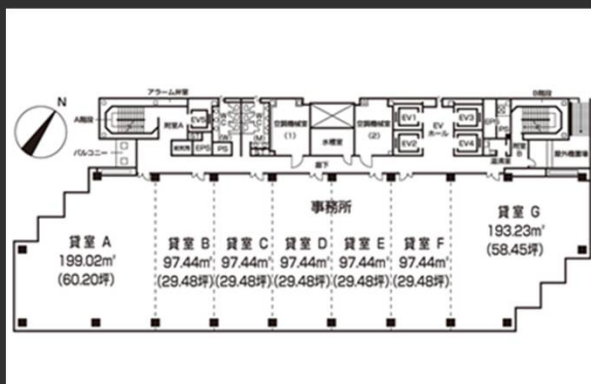 N
アラーム弁室
A階段
附室A
EV5
EPS
PS
バルコニー
空調機械室
(1)
水槽室
空調機械室
(2)
EV1
EV2
EV
ホール
EV3
EV4
EPS
PS
湯沸室
B階段
附室
B
屋外機置場
廊下
事務所
貸室 A
199.02㎡
(60.20坪)
貸室 B
97.44㎡
(29.48坪)
貸室 C
97.44㎡
(29.48坪)
貸室 D
97.44㎡
(29.48坪)
貸室 E
97.44㎡
(29.48坪)
貸室 F
97.44㎡
(29.48坪)
貸室 G
193.23㎡
(58.45坪)